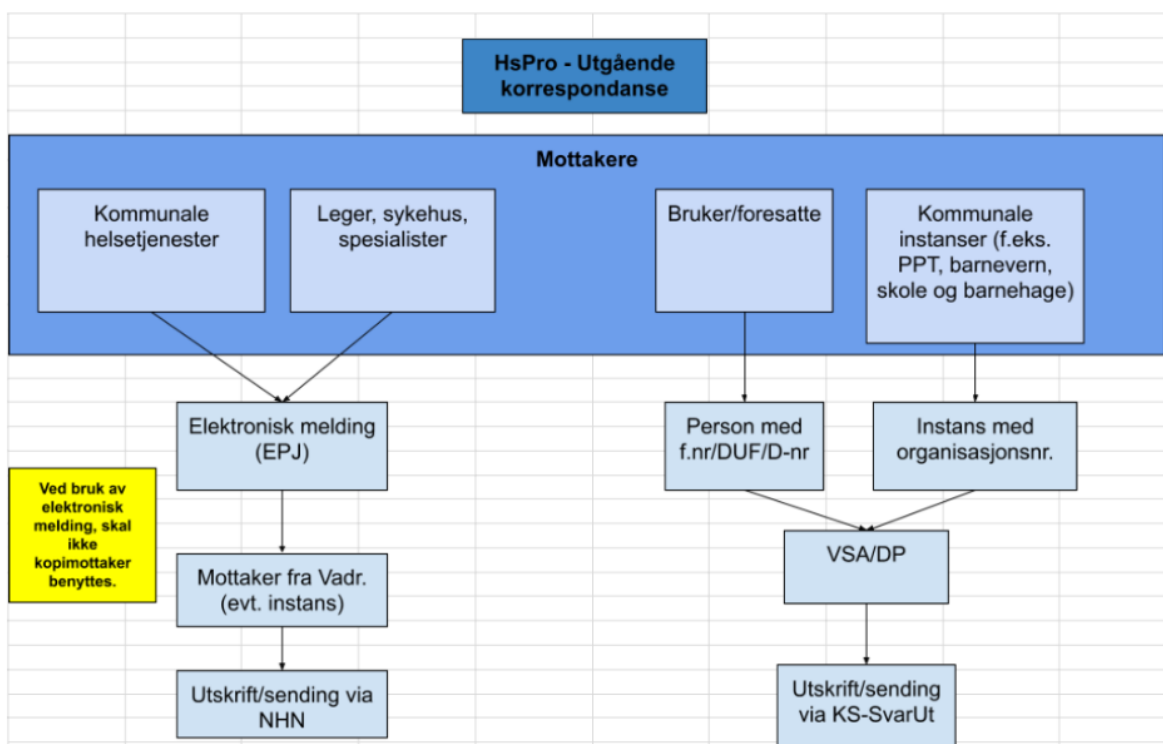 HsPro - Utgående
korrespondanse
Mottakere
Kommunale
helsetjenester
Leger, sykehus,
spesialister
Bruker/foresatte
Kommunale
instanser (f.eks.
PPT, barnevern,
skole og barnehage)
Elektronisk melding
(EPJ)
Person med
f.nr/DUF/D-nr
Instans med
organisasjonsnr.
Ved bruk av
elektronisk
melding, skal
ikke
kopimottaker
benyttes.
Mottaker fra Vadr.
(evt. instans)
VSA/DP
Utskrift/sending via
NHN
Utskrift/sending
via KS-SvarUt